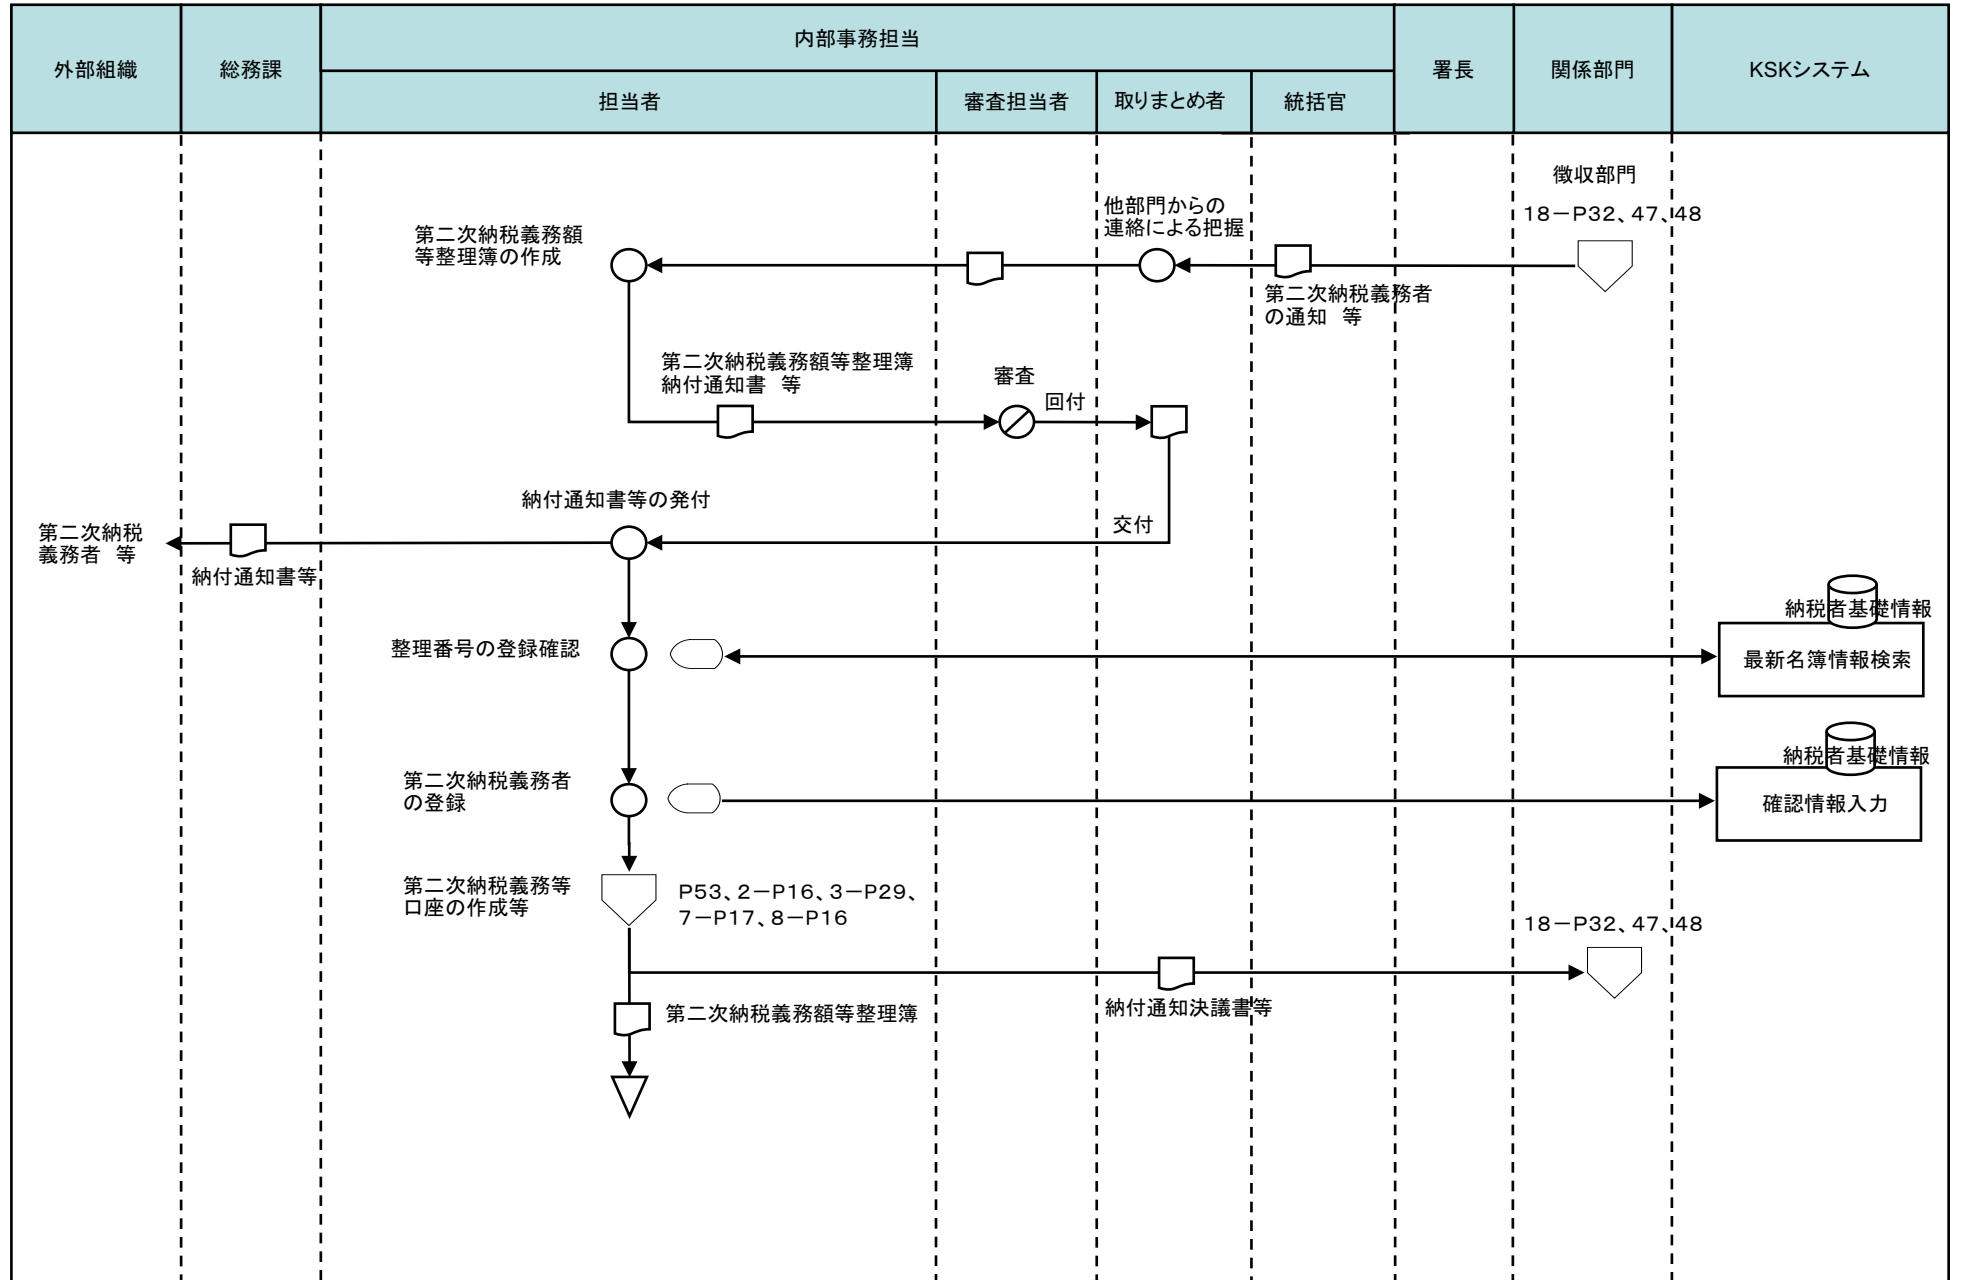 外部組織
総務課
内部事務担当
署長
関係部門
KSKシステム
担当者
審査担当者
取りまとめ者
統括官
徴収部門
18－P32、47、48
他部門からの
連絡による把握
第二次納税義務額
等整理簿の作成
第二次納税義務者
の通知　等
第二次納税義務額等整理簿
納付通知書　等
審査
回付
納付通知書等の発付
交付
第二次納税
義務者　等
納付通知書等
納税者基礎情報
整理番号の登録確認
最新名簿情報検索
納税者基礎情報
第二次納税義務者
の登録
確認情報入力
第二次納税義務等
口座の作成等
P53、2－P16、3－P29、
7－P17、8－P16
18－P32、47、48
納付通知決議書等
第二次納税義務額等整理簿